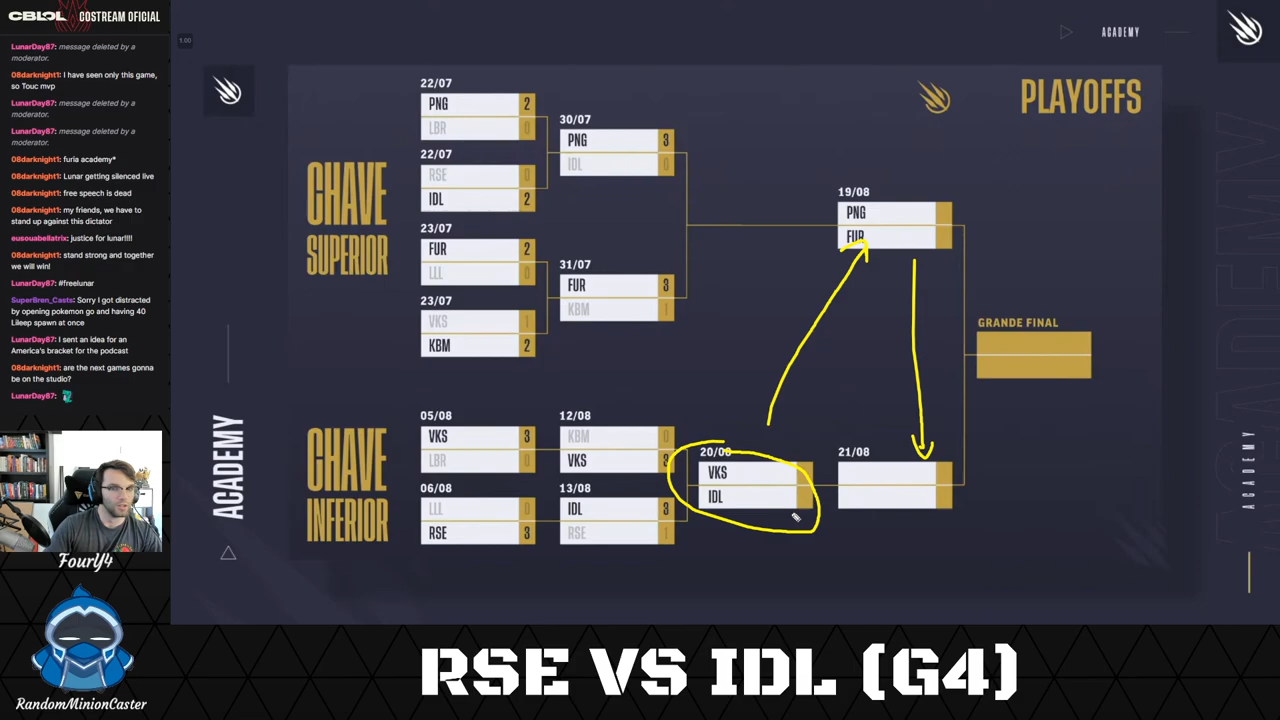 CBLOL COSTREAM OFICIAL
LunarDay87: message deleted by a
moderator.
08darknight1: I have seen only this game,
so Touc mvp
LunarDay87: message deleted by a
moderator.
LunarDay87: message deleted by a
moderator.
08darknight1: furia academy*
08darknight1: Lunar getting silenced live
08darknight1: free speech is dead
08darknight1: my friends, we have to
stand up against this dictator
eusouabellatrix: justice for lunar!!!!
08darknight1: stand strong and together
we will win!
LunarDay87: #freelunar
SuperBren_Casts: Sorry I got distracted
by opening pokemon go and having 40
Lileep spawn at once
LunarDay87: I sent an idea for an
America's bracket for the podcast
08darknight1: are the next games gonna
be on the studio?
LunarDay87:
FourlY4
RandomMinionCaster
1.00
ACADEMY
PLAYOFFS
CHAVE
SUPERIOR
22/07
PNG 2
LBR 0
22/07
RSE 0
IDL 2
23/07
FUR 2
LLL 0
23/07
VKS 1
KBM 2
30/07
PNG 3
IDL 0
31/07
FUR 3
KBM 1
19/08
PNG
FUR
GRANDE FINAL
CHAVE
INFERIOR
05/08
VKS 3
LBR 0
06/08
LLL 0
RSE 3
12/08
KBM 0
VKS 3
13/08
IDL 3
RSE 1
20/08
VKS
IDL
21/08
ACADEMY
ACADEMY
ACADEMY
RSE VS IDL (G4)